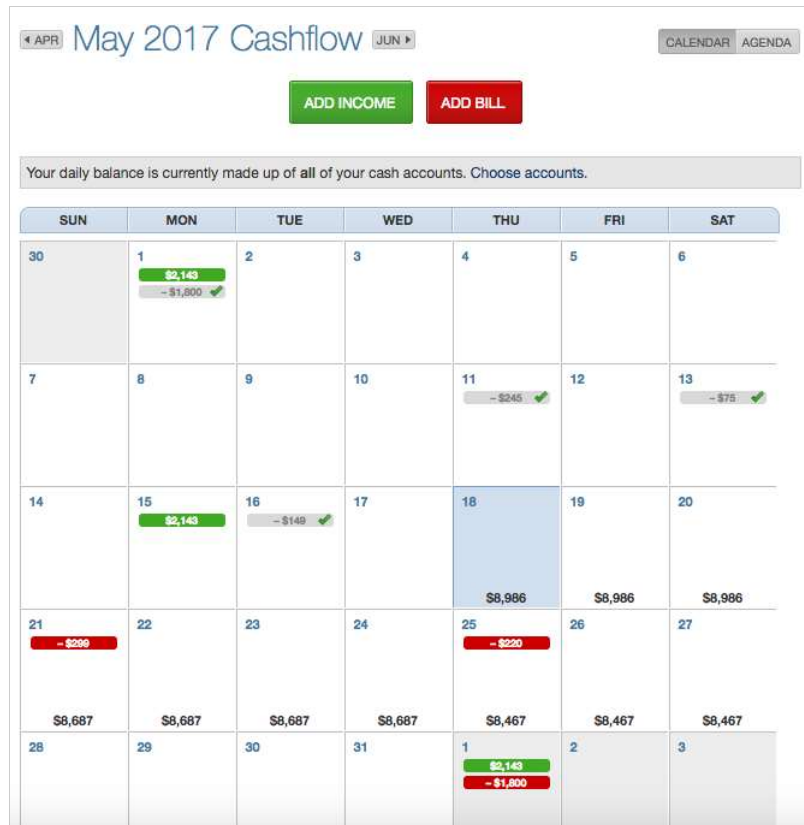 APR May 2017 Cashflow JUN CALENDAR AGENDA
ADD INCOME ADD BILL
Your daily balance is currently made up of all of your cash accounts. Choose accounts.
SUN MON TUE WED THU FRI SAT
30 1 2 3 4 5 6
$2,143
- $1,800
7 8 9 10 11 12 13
- $245 - $75
14 15 16 17 18 19 20
$2,143 - $149
$8,986 $8,986 $8,986
21 22 23 24 25 26 27
- $299 - $220
$8,687 $8,687 $8,687 $8,687 $8,467 $8,467 $8,467
28 29 30 31 1 2 3
$2,143
- $1,800